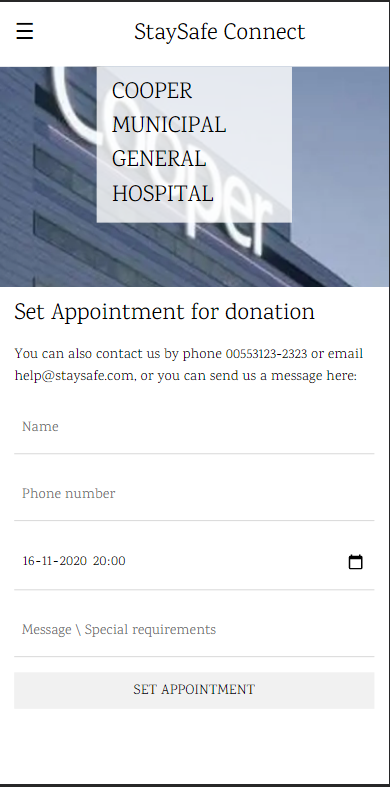 ☰ StaySafe Connect
Cooper
COOPER
MUNICIPAL
GENERAL
HOSPITAL
Set Appointment for donation
You can also contact us by phone 00553123-2323 or email
help@staysafe.com, or you can send us a message here:
Name
Phone number
16-11-2020 20:00
Message \ Special requirements
SET APPOINTMENT